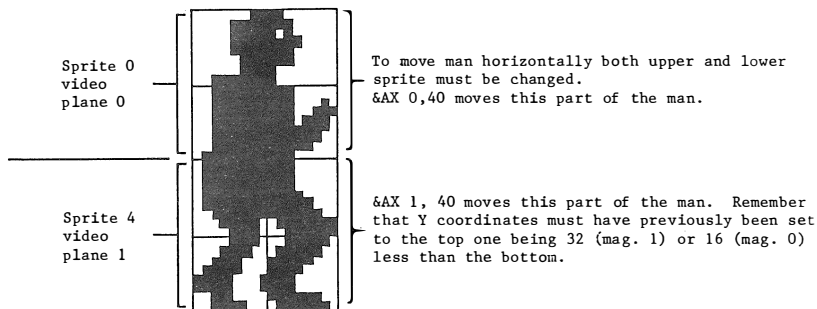 Sprite 0
video
plane 0
To move man horizontally both upper and lower
sprite must be changed.
&AX 0,40 moves this part of the man.
Sprite 4
video
plane 1
&AX 1, 40 moves this part of the man.  Remember
that Y coordinates must have previously been set
to the top one being 32 (mag. 1) or 16 (mag. 0)
less than the bottom.